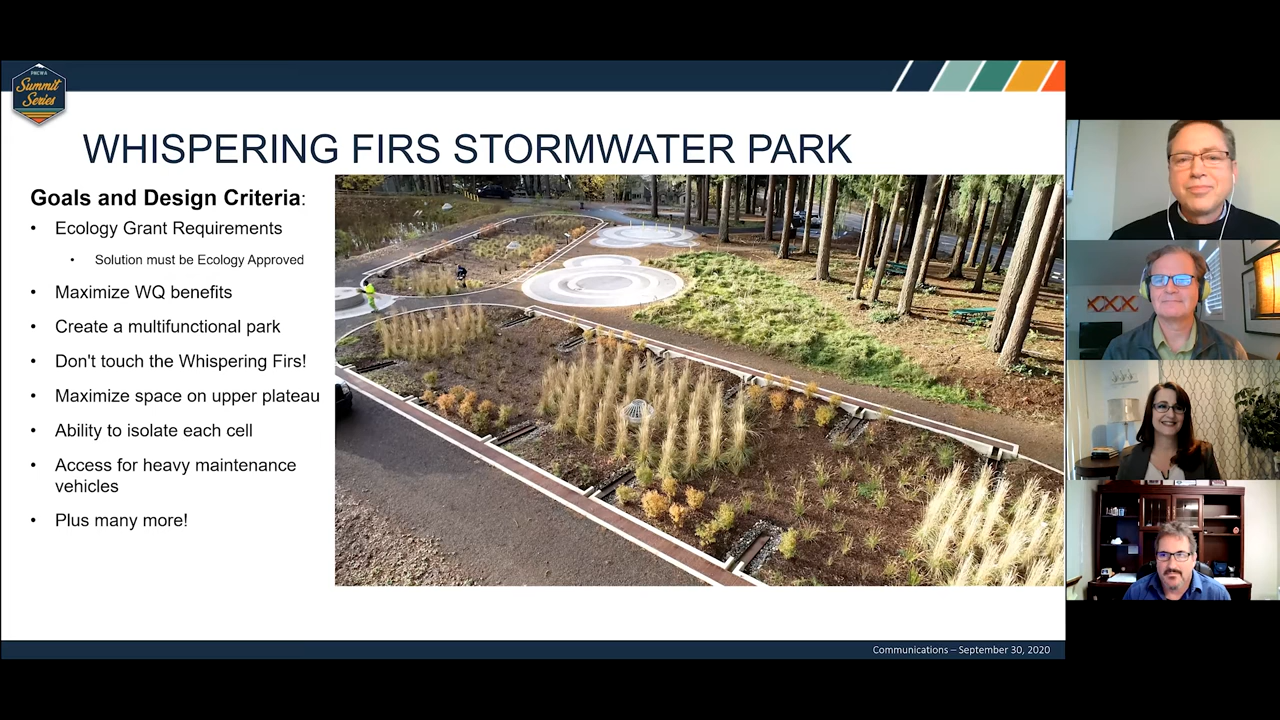 PNCWA
Summit
Series
WHISPERING FIRS STORMWATER PARK
Goals and Design Criteria:
• Ecology Grant Requirements
• Solution must be Ecology Approved
• Maximize WQ benefits
• Create a multifunctional park
• Don't touch the Whispering Firs!
• Maximize space on upper plateau
• Ability to isolate each cell
• Access for heavy maintenance
vehicles
• Plus many more!
Communications – September 30, 2020